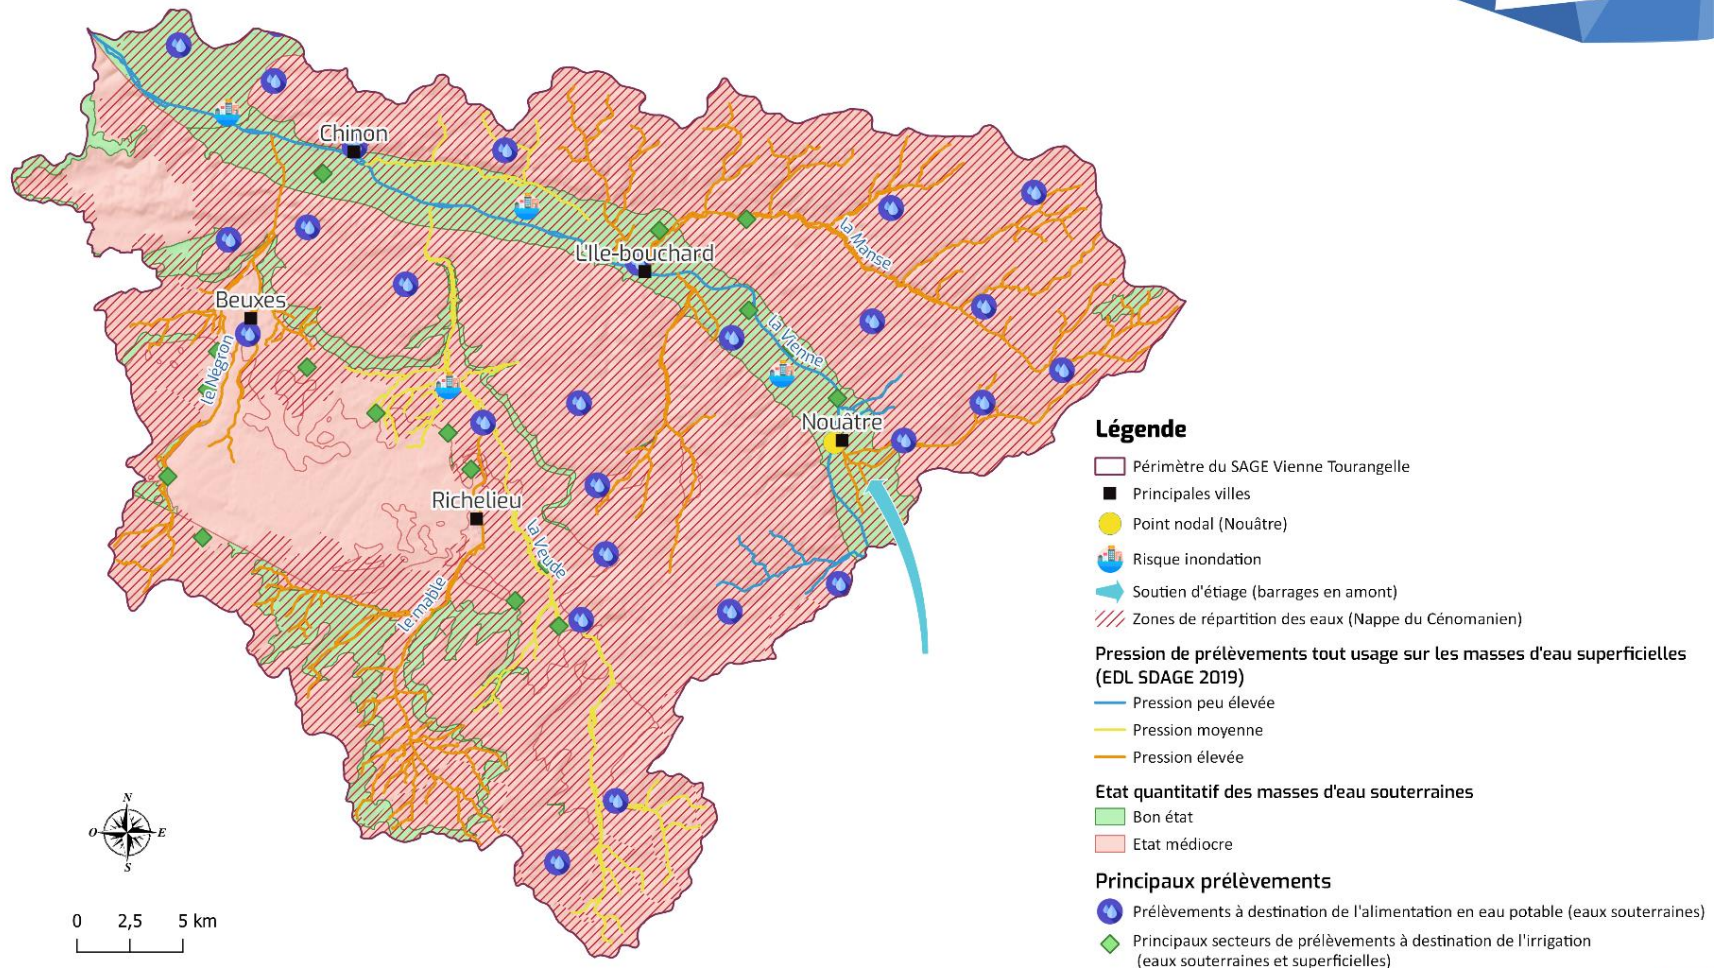 Chinon
L'Ile-bouchard
la Manse
Beuxes
le Négron
la Vienne
Nouâtre
Richelieu
la Veude
le mable
N
O
E
S
0 2,5 5 km
Légende
Périmètre du SAGE Vienne Tourangelle
Principales villes
Point nodal (Nouâtre)
Risque inondation
Soutien d'étiage (barrages en amont)
Zones de répartition des eaux (Nappe du Cénomanien)
Pression de prélèvements tout usage sur les masses d'eau superficielles
(EDL SDAGE 2019)
Pression peu élevée
Pression moyenne
Pression élevée
Etat quantitatif des masses d'eau souterraines
Bon état
Etat médiocre
Principaux prélèvements
Prélèvements à destination de l'alimentation en eau potable (eaux souterraines)
Principaux secteurs de prélèvements à destination de l'irrigation
(eaux souterraines et superficielles)